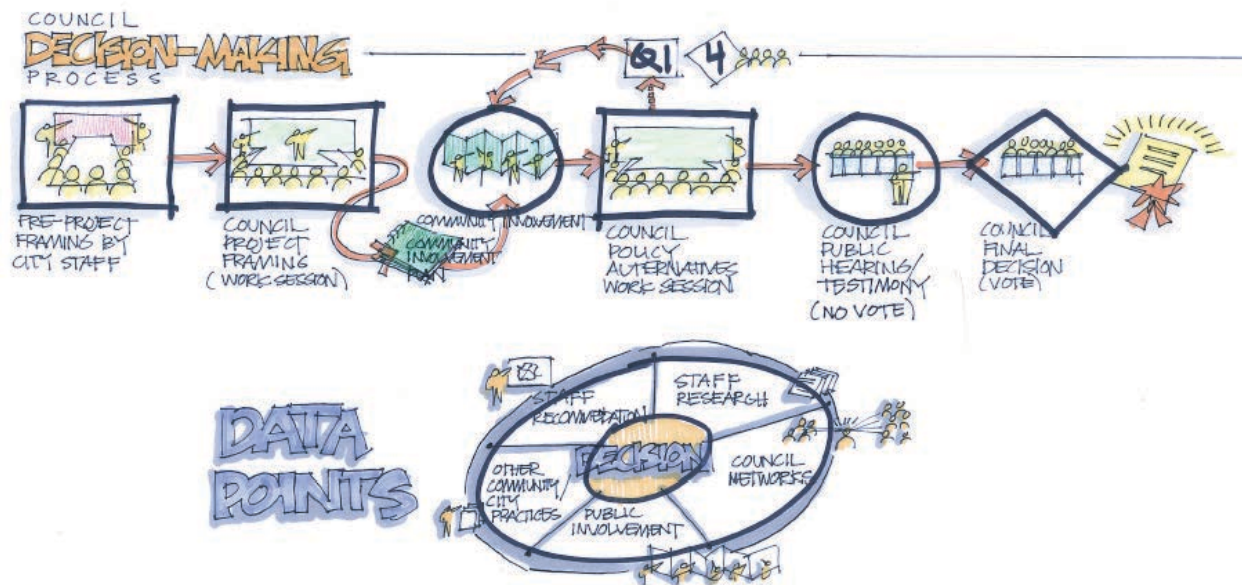 COUNCIL
DECISION-MAKING
PROCESS
Q1
4
PRE-PROJECT
FRAMING BY
CITY STAFF
COUNCIL
PROJECT
FRAMING
(WORK SESSION)
COMMUNITY INVOLVEMENT
PLAN
COMMUNITY INVOLVEMENT
COUNCIL
POLICY
ALTERNATIVES
WORK SESSION
COUNCIL
PUBLIC
HEARING/
TESTIMONY
(NO VOTE)
COUNCIL
FINAL
DECISION
(VOTE)
DATA
POINTS
STAFF
RECOMMEDATION
STAFF
RESEARCH
DECISION
COUNCIL
NETWORKS
OTHER
COMMUNITY/
CITY
PRACTICES
PUBLIC
INVOLVEMENT